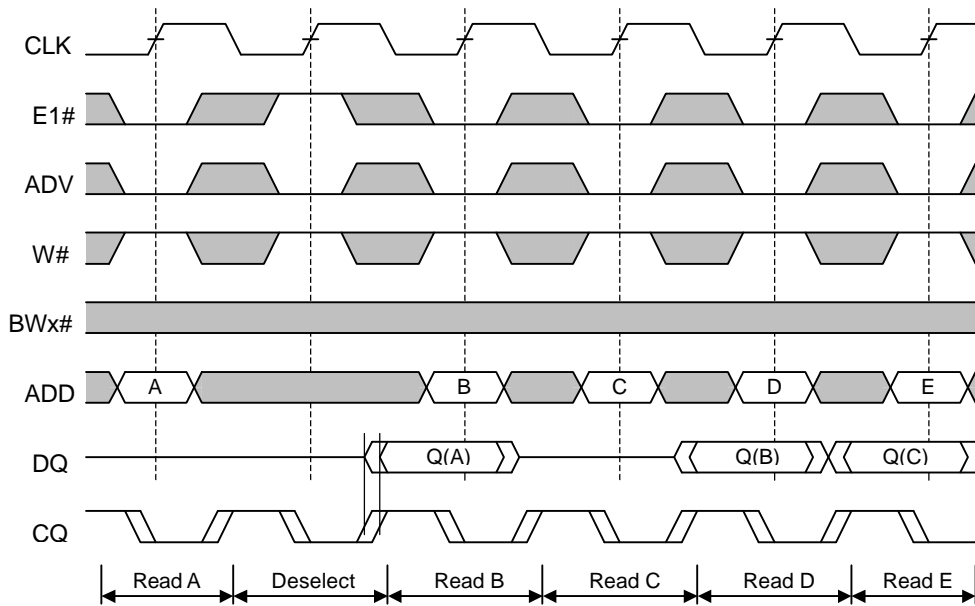 CLK
E1#
ADV
W#
BWx#
ADD A B C D E
DQ Q(A) Q(B) Q(C)
CQ
Read A Deselect Read B Read C Read D Read E